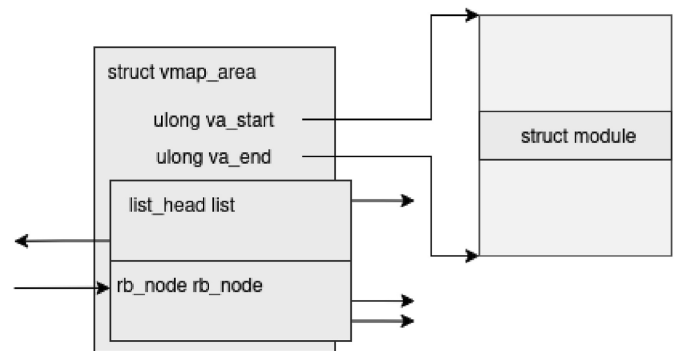 struct vmap_area
ulong va_start
struct module
ulong va_end
list_head list
rb_node rb_node